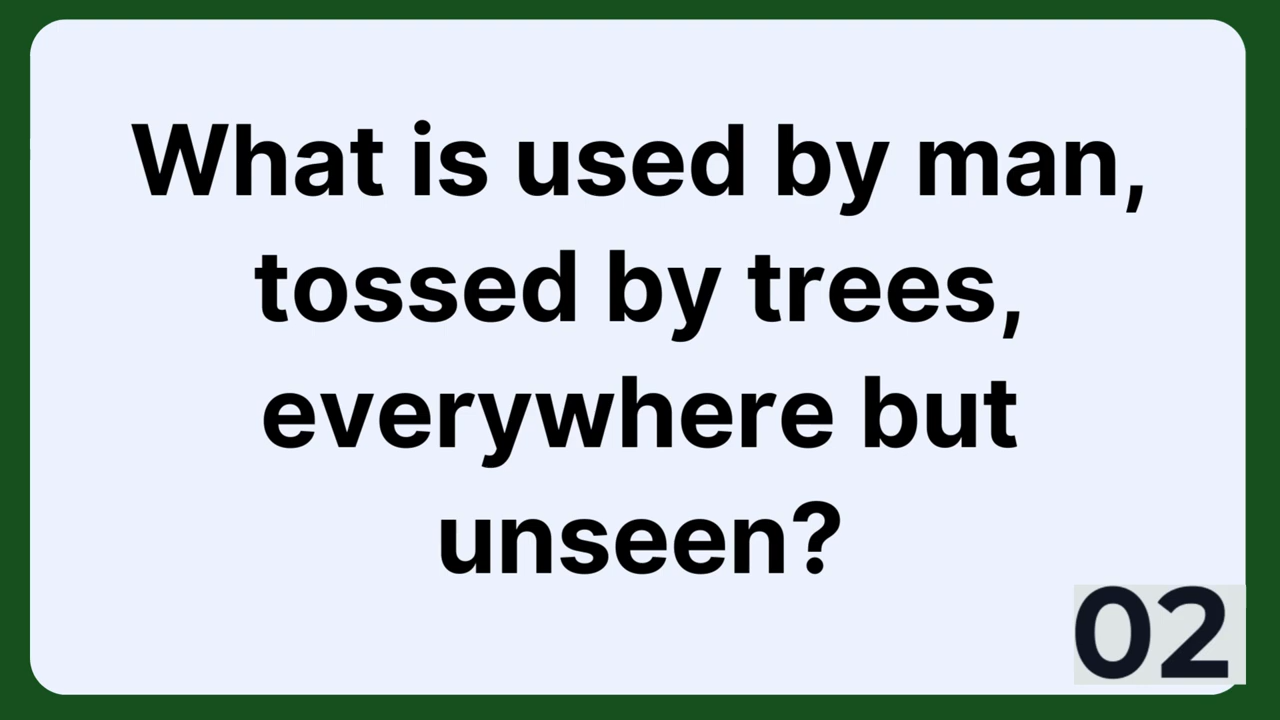 What is used by man,
tossed by trees,
everywhere but
unseen?
02